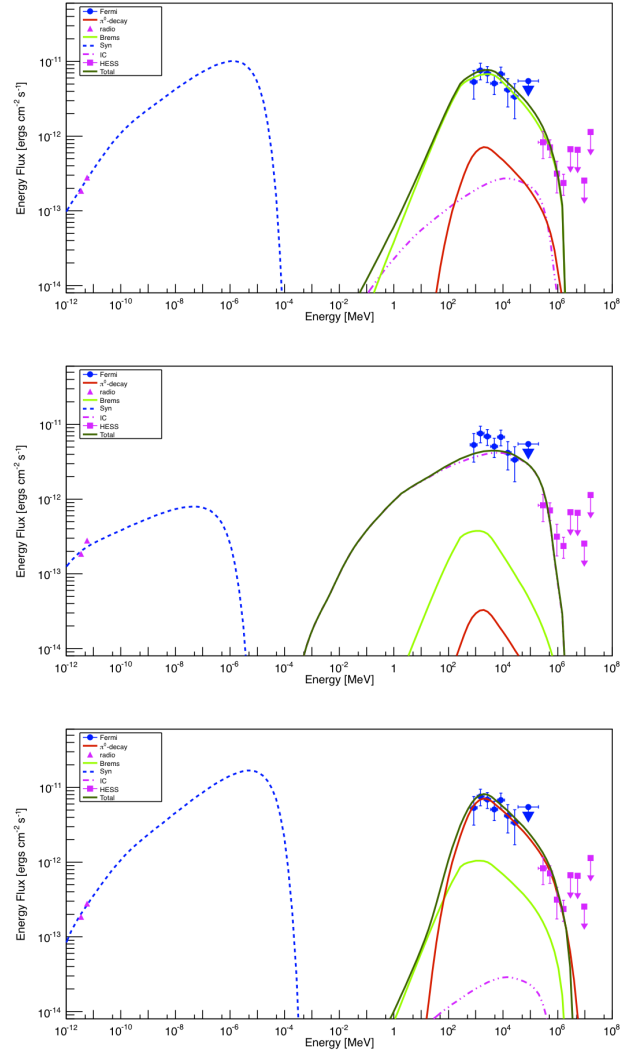 Energy Flux [ergs cm⁻² s⁻¹]
Fermi
π⁰-decay
radio
Brems
Syn
IC
HESS
Total
10⁻¹¹
10⁻¹²
10⁻¹³
10⁻¹⁴
10⁻¹² 10⁻¹⁰ 10⁻⁸ 10⁻⁶ 10⁻⁴ 10⁻² 1 10² 10⁴ 10⁶ 10⁸
Energy [MeV]
Energy Flux [ergs cm⁻² s⁻¹]
Fermi
π⁰-decay
radio
Brems
Syn
IC
HESS
Total
10⁻¹¹
10⁻¹²
10⁻¹³
10⁻¹⁴
10⁻¹² 10⁻¹⁰ 10⁻⁸ 10⁻⁶ 10⁻⁴ 10⁻² 1 10² 10⁴ 10⁶ 10⁸
Energy [MeV]
Energy Flux [ergs cm⁻² s⁻¹]
Fermi
π⁰-decay
radio
Brems
Syn
IC
HESS
Total
10⁻¹¹
10⁻¹²
10⁻¹³
10⁻¹⁴
10⁻¹² 10⁻¹⁰ 10⁻⁸ 10⁻⁶ 10⁻⁴ 10⁻² 1 10² 10⁴ 10⁶ 10⁸
Energy [MeV]